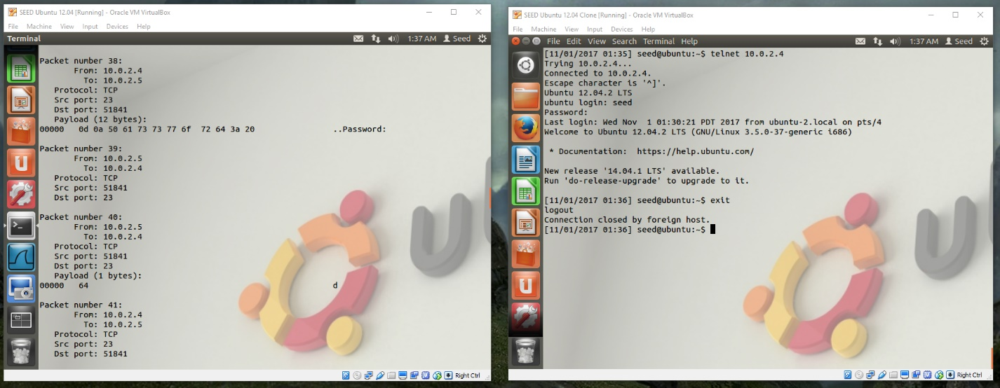 SEED Ubuntu 12.04 [Running] - Oracle VM VirtualBox
File Machine View Input Devices Help
Terminal 1:37 AM Seed
Packet number 38:
From: 10.0.2.4
To: 10.0.2.5
Protocol: TCP
Src port: 23
Dst port: 51841
Payload (12 bytes):
00000 0d 0a 50 61 73 73 77 6f 72 64 3a 20 ..Password:
Packet number 39:
From: 10.0.2.5
To: 10.0.2.4
Protocol: TCP
Src port: 51841
Dst port: 23
Packet number 40:
From: 10.0.2.5
To: 10.0.2.4
Protocol: TCP
Src port: 51841
Dst port: 23
Payload (1 bytes):
00000 64 d
Packet number 41:
From: 10.0.2.4
To: 10.0.2.5
Protocol: TCP
Src port: 23
Dst port: 51841
Right Ctrl
SEED Ubuntu 12.04 Clone [Running] - Oracle VM VirtualBox
File Machine View Input Devices Help
File Edit View Search Terminal Help 1:37 AM Seed
[11/01/2017 01:35] seed@ubuntu:~$ telnet 10.0.2.4
Trying 10.0.2.4...
Connected to 10.0.2.4.
Escape character is '^]'.
Ubuntu 12.04.2 LTS
ubuntu login: seed
Password:
Last login: Wed Nov  1 01:30:21 PDT 2017 from ubuntu-2.local on pts/4
Welcome to Ubuntu 12.04.2 LTS (GNU/Linux 3.5.0-37-generic i686)
* Documentation:  https://help.ubuntu.com/
New release '14.04.1 LTS' available.
Run 'do-release-upgrade' to upgrade to it.
[11/01/2017 01:36] seed@ubuntu:~$ exit
logout
Connection closed by foreign host.
[11/01/2017 01:36] seed@ubuntu:~$
Right Ctrl